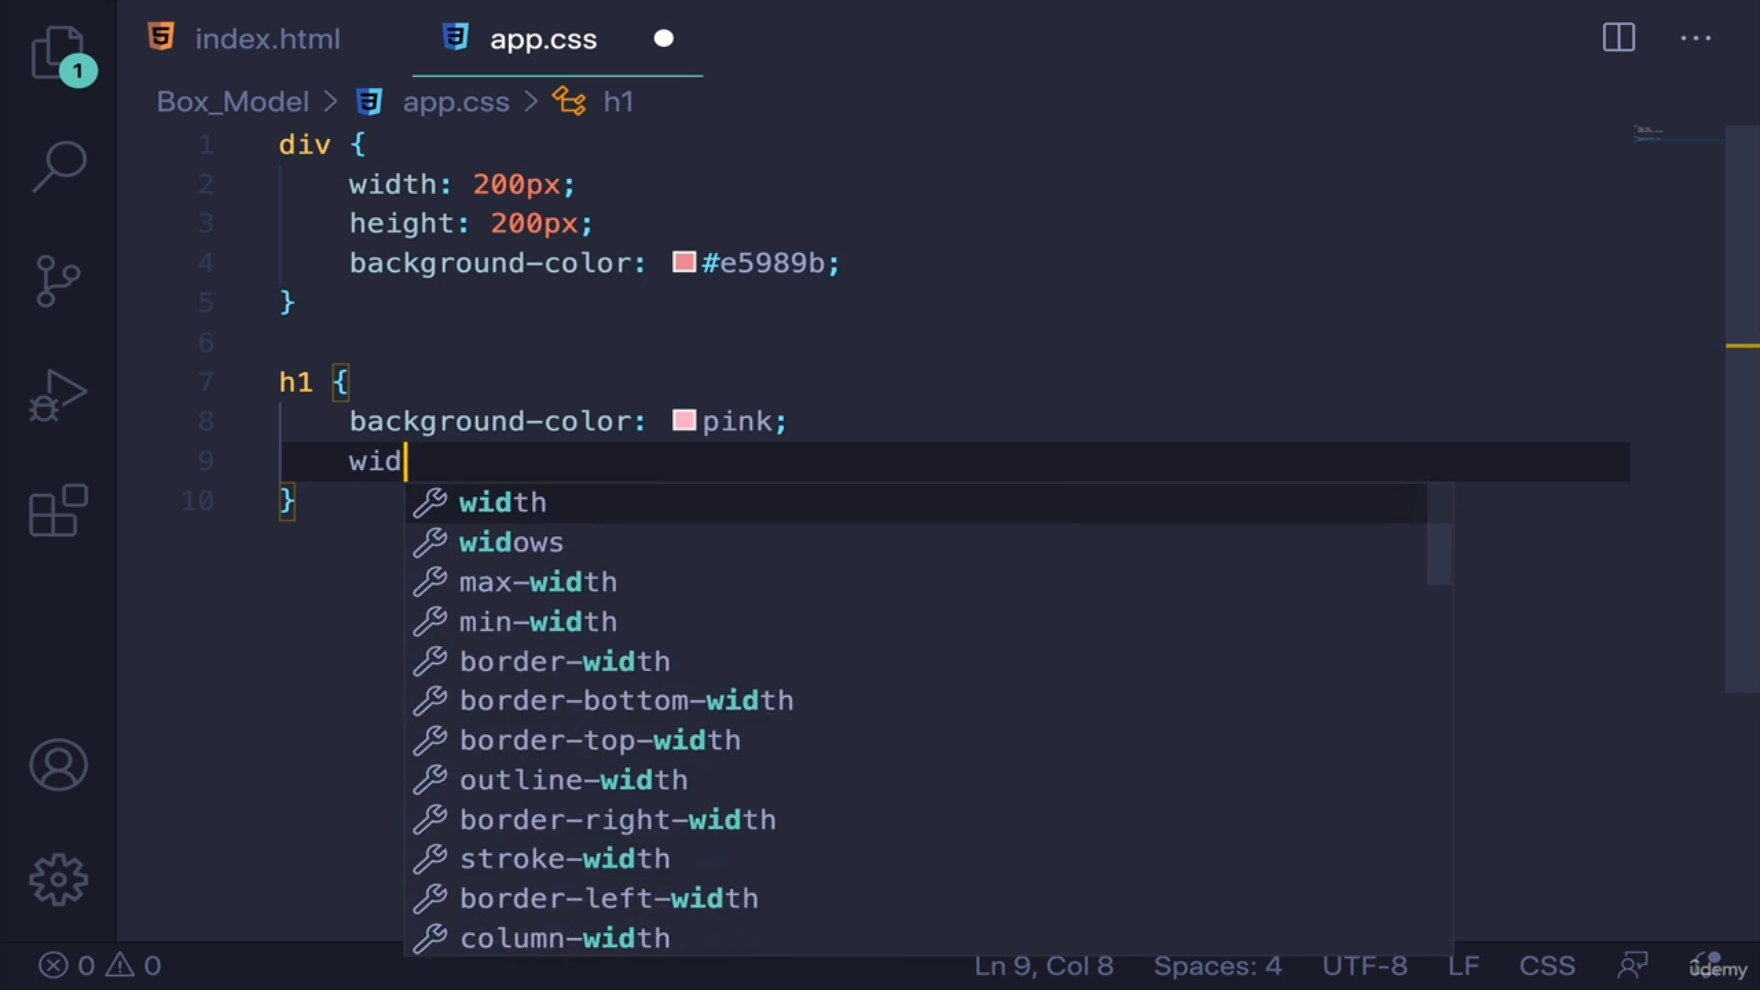 index.html app.css
1
Box_Model > app.css > h1
1 div {
2 width: 200px;
3 height: 200px;
4 background-color: #e5989b;
5 }
6
7 h1 {
8 background-color: pink;
9 wid
10 }
width
widows
max-width
min-width
border-width
border-bottom-width
border-top-width
outline-width
border-right-width
stroke-width
border-left-width
column-width
0 0 Ln 9, Col 8 Spaces: 4 UTF-8 LF CSS
ûdemy